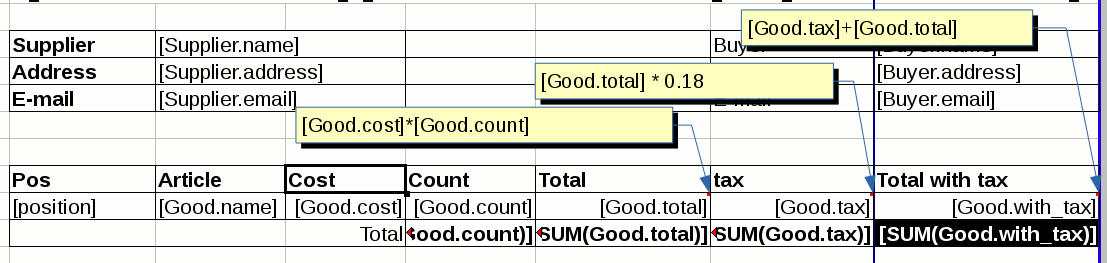 [Good.tax]+[Good.total]
Supplier [Supplier.name]
Address [Supplier.address] [Buyer.address]
[Good.total] * 0.18
E-mail [Supplier.email] [Buyer.email]
[Good.cost]*[Good.count]
Pos Article Cost Count Total tax Total with tax
[position] [Good.name] [Good.cost] [Good.count] [Good.total] [Good.tax] [Good.with_tax]
Total ood.count)] SUM(Good.total)] SUM(Good.tax)] [SUM(Good.with_tax)]